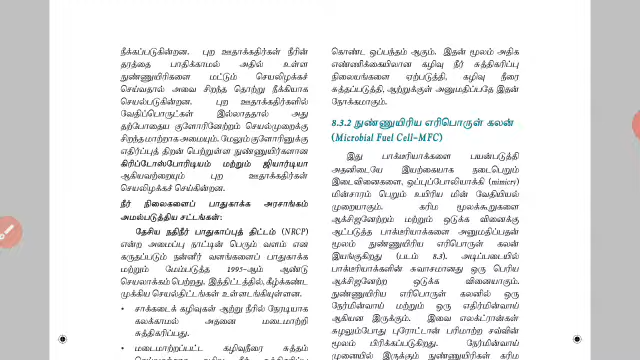 நீக்கப்படுகின்றன. புற ஊதாக்கதிர்கள் நீரின்
தரத்தை பாதிக்காமல் அதில் உள்ள
நுண்ணுயிரிகளை மட்டும் செயலிழக்கச்
செய்வதால் அவை சிறந்த தொற்று நீக்கியாக
செயல்படுகின்றன. புற ஊதாக்கதிர்களில்
வேதிப்பொருட்கள் இல்லாததால் அது
தற்போதைய குளோரினேற்றம் செயல்முறைக்கு
சிறந்தமாற்றாக அமையும். மேலும் குளோரினுக்கு
எதிர்ப்புத் திறன் பெற்றுள்ள நுண்ணுயிர்களான
கிரிப்டோஸ்போரிடியம் மற்றும் ஜியார்டியா
ஆகியவற்றையும் புற ஊதாக்கதிர்கள்
செயலிழக்கச் செய்கின்றன.
நீர் நிலைகளைப் பாதுகாக்க அரசாங்கம்
அமல்படுத்திய சட்டங்கள்:
தேசிய நதிநீர் பாதுகாப்புத் திட்டம் (NRCP)
என்ற அமைப்பு நாட்டின் பெரும் வளம் என
கருதப்படும் நன்னீர் வளங்களைப் பாதுகாக்க
மற்றும் மேம்படுத்த 1995-ஆம் ஆண்டு
செயலாக்கம் பெற்றது. இத்திட்டத்தில், கீழ்க்கண்ட
முக்கிய செயல்திட்டங்கள் உள்ளடங்கியுள்ளன.
• சாக்கடைக் கழிவுகள் ஆற்று நீரில் நேரடியாக
கலக்காமல் அதனை மடைமாற்றி
சுத்திகரிப்பது.
• மடைமாற்றப்பட்ட கழிவுநீரை சுத்தம்
கொண்ட ஒப்பந்தம் ஆகும். இதன் மூலம் அதிக
எண்ணிக்கையிலான கழிவு நீர் சுத்திகரிப்பு
நிலையங்களை ஏற்படுத்தி, கழிவு நீரை
சுத்தப்படுத்தி, ஆற்றுக்குள் அனுமதிப்பதே இதன்
நோக்கமாகும்.
8.3.2 நுண்ணுயிரிய எரிபொருள் கலன்
(Microbial Fuel Cell-MFC)
இது பாக்டீரியாக்களை பயன்படுத்தி
அதனிடையே இயற்கையாக நடைபெறும்
இடைவினைகளை, ஒப்புப்போலியாக்கி (mimicry)
மின்சாரம் பெறும் உயிரிய மின் வேதியியல்
முறையாகும். கரிம மூலக்கூறுகளை
ஆக்சிஜனேற்றம் மற்றும் ஒடுக்க வினைக்கு
ஆட்படுத்த பாக்டீரியாக்களை அனுமதிப்பதன்
மூலம் நுண்ணுயிரிய எரிபொருள் கலன்
இயங்குகிறது (படம் 8.3). அடிப்படையில்
பாக்டீரியாக்களின் சுவாசமானது ஒரு பெரிய
ஆக்சிஜனேற்ற ஒடுக்க வினையாகும்.
நுண்ணுயிரிய எரிபொருள் கலனில் ஒரு
நேர்மின்வாய் மற்றும் ஒரு எதிர்மின்வாய்
ஆகியன இருக்கும். இவை எலக்ட்ரான்கள்
சுழலும்போது புரோட்டான் பரிமாற்ற சவ்வின்
மூலம் பிரிக்கப்படுகிறது. நேர்மின்வாய்
முனையில் இருக்கும் நுண்ணுயிர்கள் கரிம